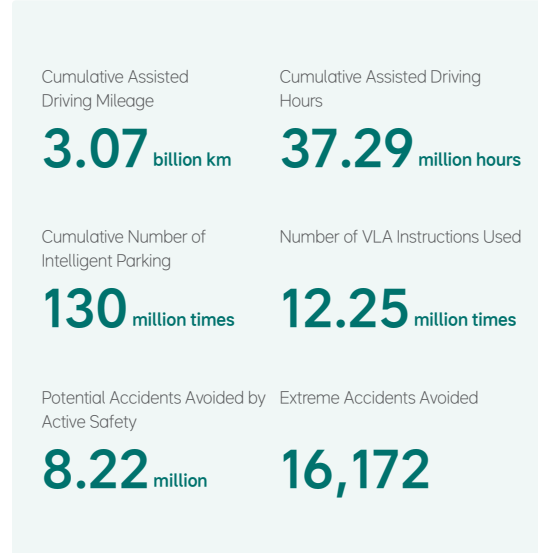 Cumulative Assisted
Driving Mileage
3.07 billion km
Cumulative Assisted Driving
Hours
37.29 million hours
Cumulative Number of
Intelligent Parking
130 million times
Number of VLA Instructions Used
12.25 million times
Potential Accidents Avoided by
Active Safety
8.22 million
Extreme Accidents Avoided
16,172